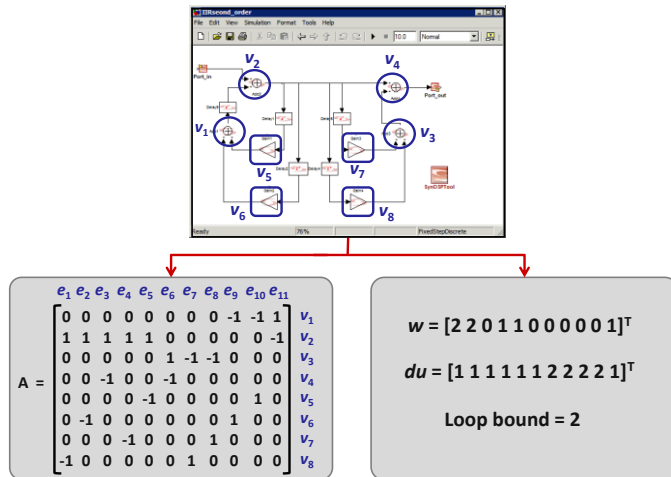 IIRseond_order
File Edit View Simulation Format Tools Help
10.0 Normal
v2
v4
Port_in
Port_out
v1
v3
v5
v7
SynDSPTool
v6
v8
Ready 76% FixedStepDiscrete
e1 e2 e3 e4 e5 e6 e7 e8 e9 e10 e11
0 0 0 0 0 0 0 0 -1 -1 1 v1
1 1 1 1 1 0 0 0 0 0 -1 v2
0 0 0 0 0 1 -1 -1 0 0 0 v3
A = 0 0 -1 0 0 -1 0 0 0 0 0 v4
0 0 0 0 -1 0 0 0 0 1 0 v5
0 -1 0 0 0 0 0 0 1 0 0 v6
0 0 0 -1 0 0 0 1 0 0 0 v7
-1 0 0 0 0 0 1 0 0 0 0 v8
w = [2 2 0 1 1 0 0 0 0 0 1]T
du = [1 1 1 1 1 1 2 2 2 2 1]T
Loop bound = 2